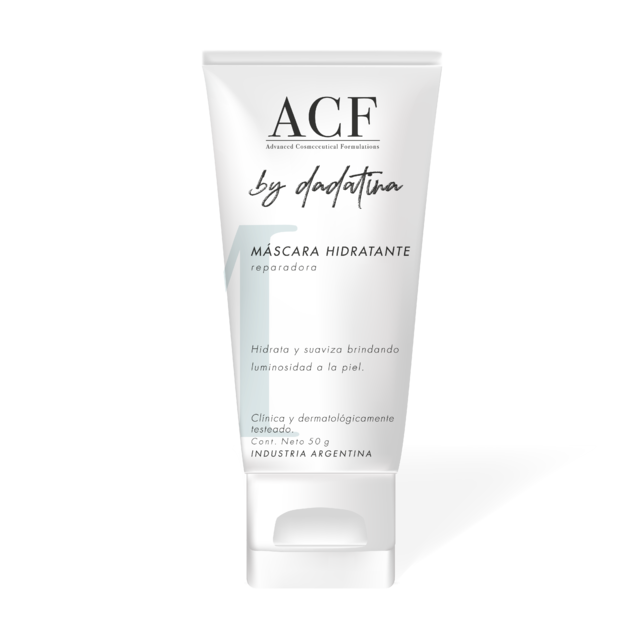 ACF
Advanced Cosmeceutical Formulations
by dadatina
M
MÁSCARA HIDRATANTE
reparadora
Hidrata y suaviza brindando
luminosidad a la piel.
Clínica y dermatológicamente
testeado.
Cont. Neto 50 g
INDUSTRIA ARGENTINA